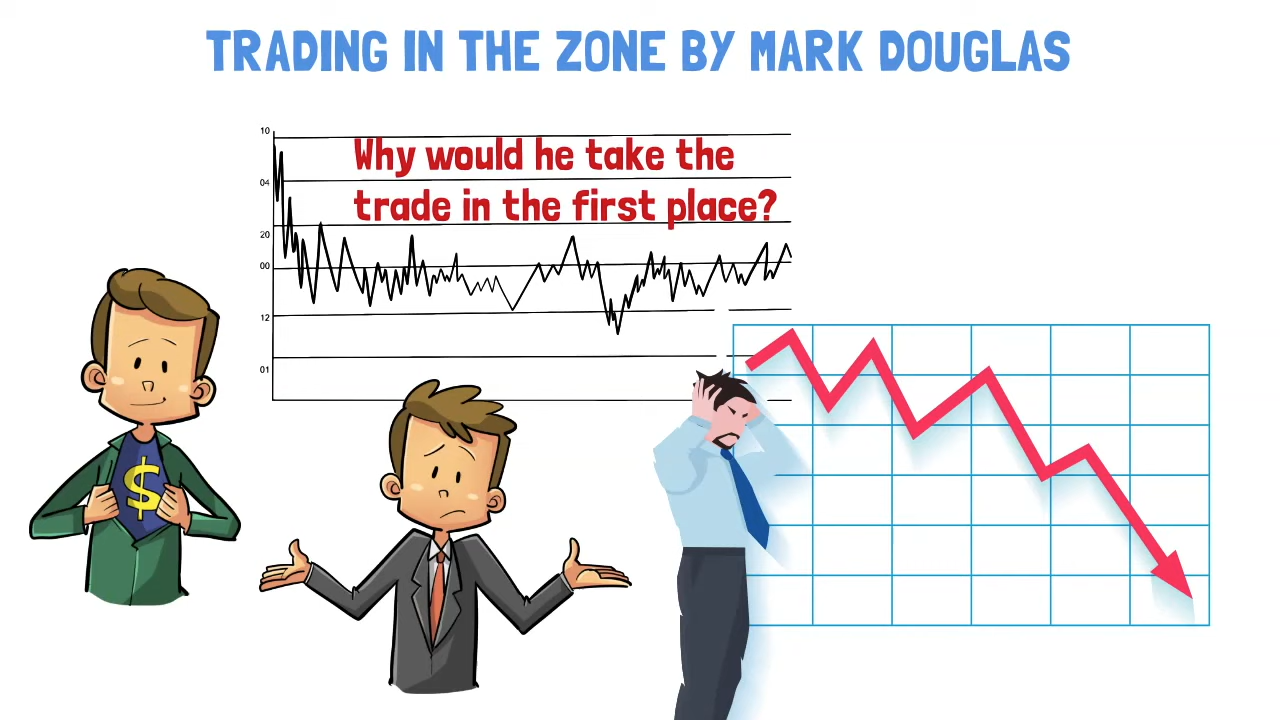 TRADING IN THE ZONE BY MARK DOUGLAS
10
Why would he take the
04
trade in the first place?
20
00
12
01
$